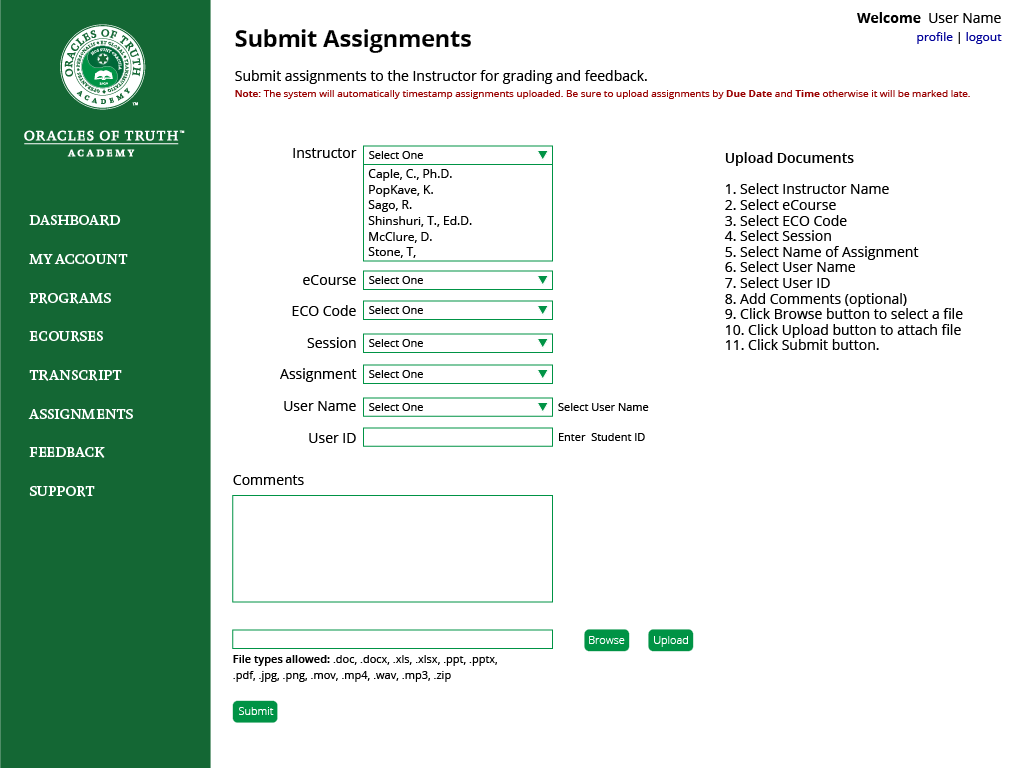 ORACLES OF TRUTH
ACADEMY
™
ORACLES OF TRUTH™
ACADEMY
DASHBOARD
MY ACCOUNT
PROGRAMS
ECOURSES
TRANSCRIPT
ASSIGNMENTS
FEEDBACK
SUPPORT
Welcome User Name
profile | logout
Submit Assignments
Submit assignments to the Instructor for grading and feedback.
Note: The system will automatically timestamp assignments uploaded. Be sure to upload assignments by Due Date and Time otherwise it will be marked late.
Instructor Select One
Caple, C., Ph.D.
PopKave, K.
Sago, R.
Shinshuri, T., Ed.D.
McClure, D.
Stone, T,
eCourse Select One
ECO Code Select One
Session Select One
Assignment Select One
User Name Select One Select User Name
User ID Enter Student ID
Comments
Browse Upload
File types allowed: .doc, .docx, .xls, .xlsx, .ppt, .pptx,
.pdf, .jpg, .png, .mov, .mp4, .wav, .mp3, .zip
Submit
Upload Documents
1. Select Instructor Name
2. Select eCourse
3. Select ECO Code
4. Select Session
5. Select Name of Assignment
6. Select User Name
7. Select User ID
8. Add Comments (optional)
9. Click Browse button to select a file
10. Click Upload button to attach file
11. Click Submit button.